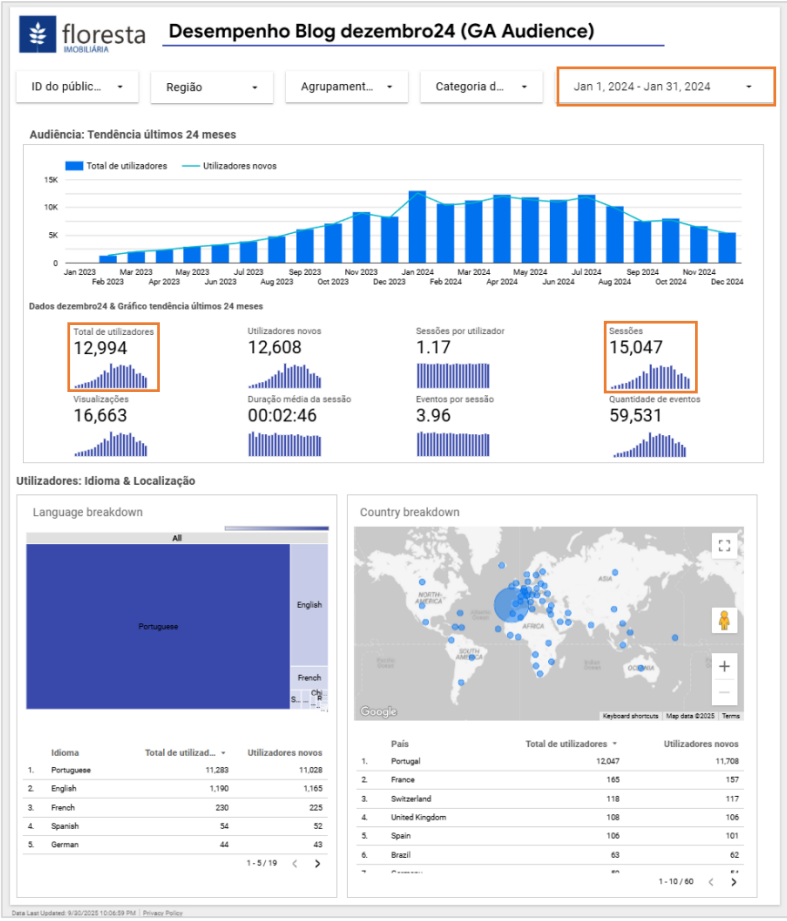 floresta
IMOBILIÁRIA
Desempenho Blog dezembro24 (GA Audience)
ID do públic...
Região
Agrupament...
Categoria d...
Jan 1, 2024 - Jan 31, 2024
Audiência: Tendência últimos 24 meses
Total de utilizadores
Utilizadores novos
15K
10K
5K
0
Jan 2023
Feb 2023
Mar 2023
Apr 2023
May 2023
Jun 2023
Jul 2023
Aug 2023
Sep 2023
Oct 2023
Nov 2023
Dec 2023
Jan 2024
Feb 2024
Mar 2024
Apr 2024
May 2024
Jun 2024
Jul 2024
Aug 2024
Sep 2024
Oct 2024
Nov 2024
Dec 2024
Dados dezembro24 & Gráfico tendência últimos 24 meses
Total de utilizadores
12,994
Utilizadores novos
12,608
Sessões por utilizador
1.17
Sessões
15,047
Visualizações
16,663
Duração média da sessão
00:02:46
Eventos por sessão
3.96
Quantidade de eventos
59,531
Utilizadores: Idioma & Localização
Language breakdown
All
Portuguese
English
French
S...
Chi
R
Country breakdown
NORTH
AMERICA
ASIA
AFRICA
SOUTH
AMERICA
Google
Keyboard shortcuts
Map data ©2025
Terms
Idioma Total de utilizad... Utilizadores novos
1. Portuguese 11,283 11,028
2. English 1,190 1,165
3. French 230 225
4. Spanish 54 52
5. German 44 43
1 - 5 / 19
País Total de utilizadores Utilizadores novos
1. Portugal 12,047 11,708
2. France 165 157
3. Switzerland 118 117
4. United Kingdom 108 106
5. Spain 106 101
6. Brazil 63 62
1 - 10 / 60
Data Last Updated: 9/30/2025 10:06:59 PM
Privacy Policy